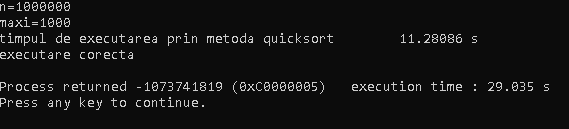 n=1000000
maxi=1000
timpul de executarea prin metoda quicksort 11.28086 s
executare corecta
Process returned -1073741819 (0xC0000005) execution time : 29.035 s
Press any key to continue.